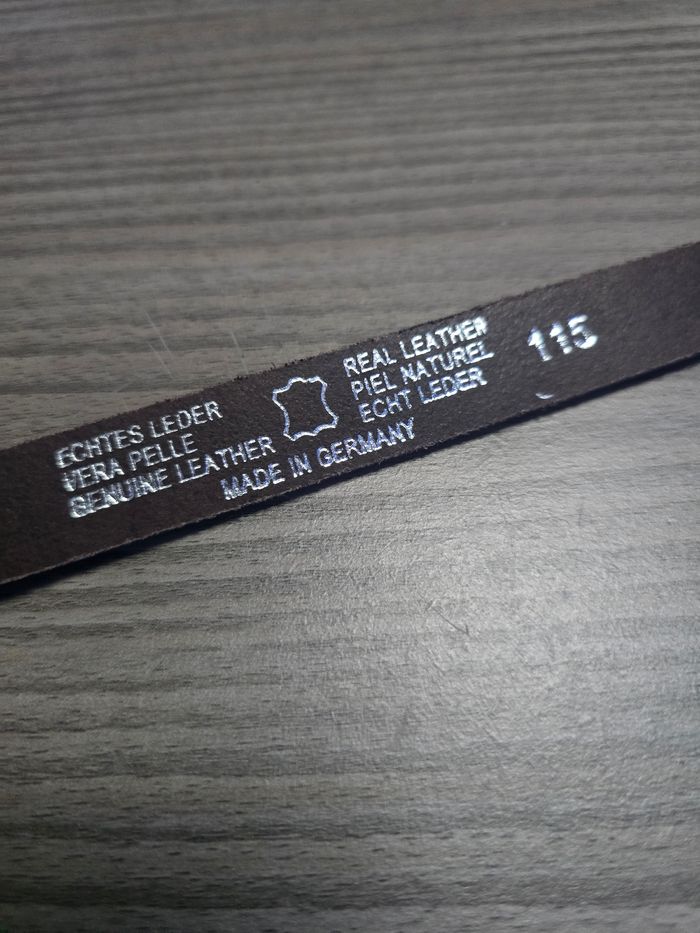 ECHTES LEDER
VERA PELLE
GENUINE LEATHER
REAL LEATHER
PIEL NATUREL
ECHT LEDER
MADE IN GERMANY
115